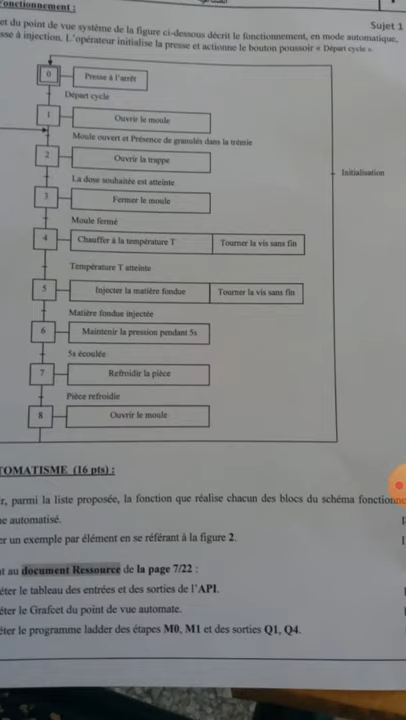 Fonctionnement :
Sujet 1
et du point de vue système de la figure ci-dessous décrit le fonctionnement, en mode automatique,
sse à injection. L'opérateur initialise la presse et actionne le bouton poussoir « Départ cycle ».
0 Presse à l'arrêt
Départ cycle
1 Ouvrir le moule
Moule ouvert et Présence de granulés dans la trémie
2 Ouvrir la trappe
Initialisation
La dose souhaitée est atteinte
3 Fermer le moule
Moule fermé
4 Chauffer à la température T Tourner la vis sans fin
Température T atteinte
5 Injecter la matière fondue Tourner la vis sans fin
Matière fondue injectée
6 Maintenir la pression pendant 5s
5s écoulée
7 Refroidir la pièce
Pièce refroidie
8 Ouvrir le moule
TOMATISME (16 pts) :
r, parmi la liste proposée, la fonction que réalise chacun des blocs du schéma fonctionne
e automatisé.
er un exemple par élément en se référant à la figure 2.
t au document Ressource de la page 7/22 :
éter le tableau des entrées et des sorties de l'API.
éter le Grafcet du point de vue automate.
éter le programme ladder des étapes M0, M1 et des sorties Q1, Q4.